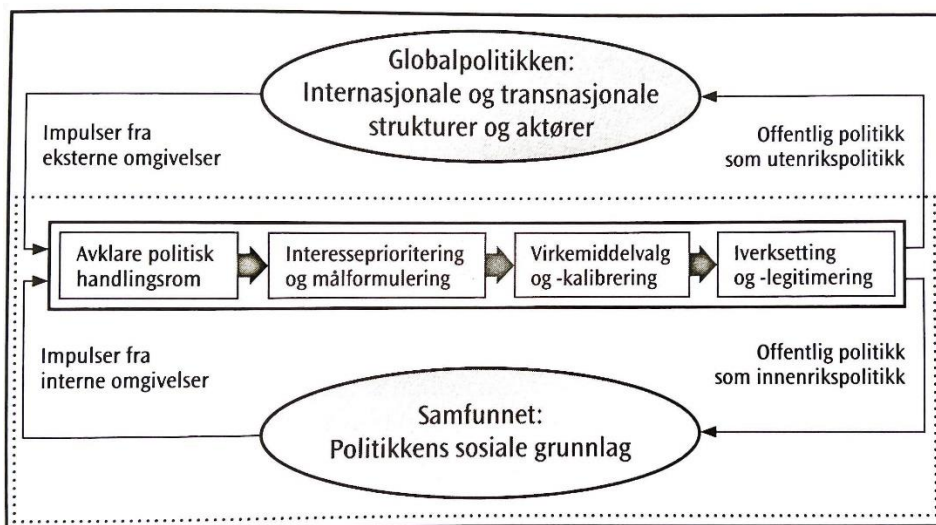 Globalpolitikken:
Internasjonale og transnasjonale
strukturer og aktører
Impulser fra
eksterne omgivelser
Offentlig politikk
som utenrikspolitikk
Avklare politisk
handlingsrom
Interesseprioritering
og målformulering
Virkemiddelvalg
og -kalibrering
Iverksetting
og -legitimering
Impulser fra
interne omgivelser
Offentlig politikk
som innenrikspolitikk
Samfunnet:
Politikkens sosiale grunnlag